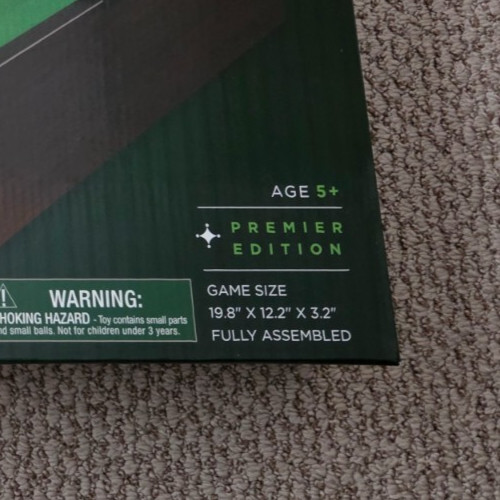 AGE 5+
PREMIER
EDITION
GAME SIZE
19.8" X 12.2" X 3.2"
FULLY ASSEMBLED
WARNING:
HOKING HAZARD - Toy contains small parts
nd small balls. Not for children under 3 years.